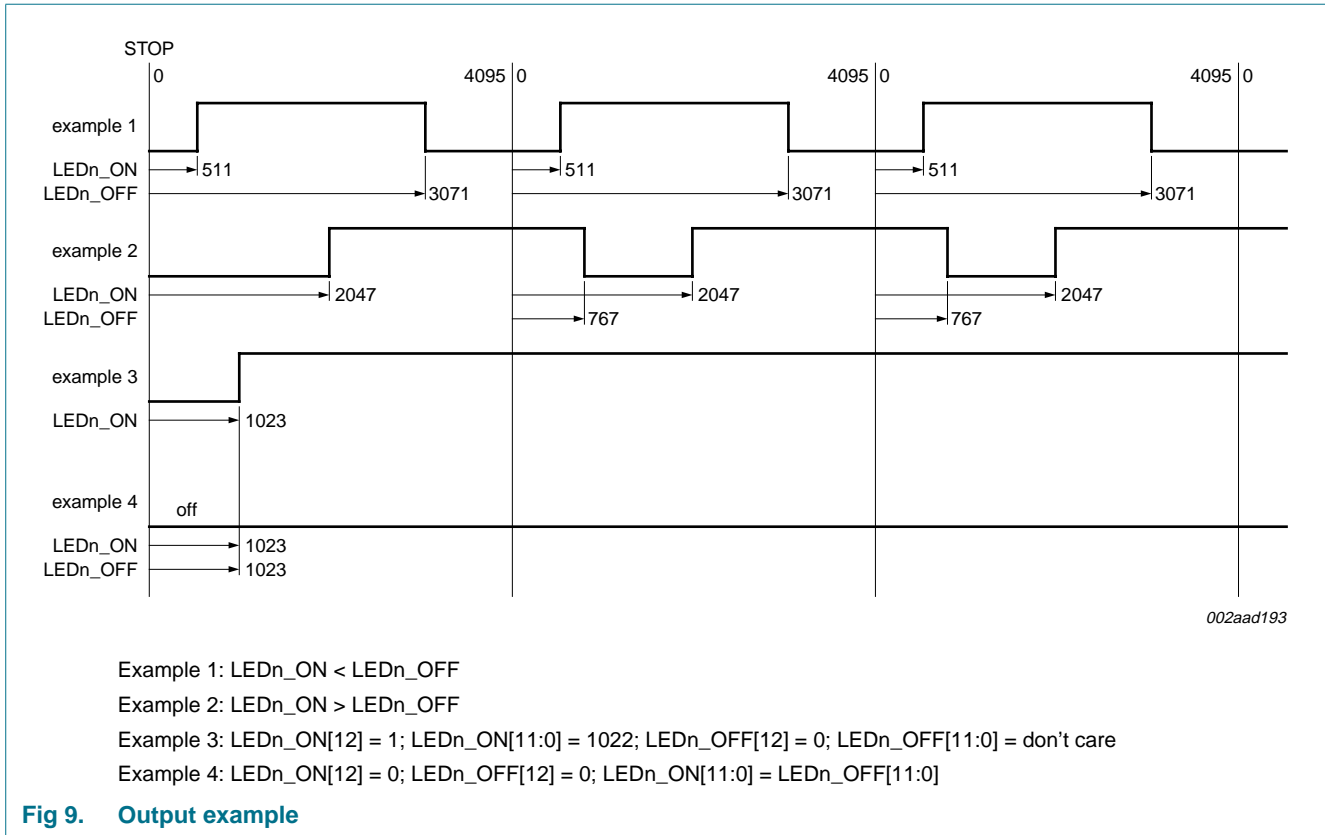 STOP
0 4095 0 4095 0 4095 0
example 1
LEDn_ON 511 511 511
LEDn_OFF 3071 3071 3071
example 2
LEDn_ON 2047 2047 2047
LEDn_OFF 767 767
example 3
LEDn_ON 1023
example 4 off
LEDn_ON 1023
LEDn_OFF 1023
002aad193
Example 1: LEDn_ON < LEDn_OFF
Example 2: LEDn_ON > LEDn_OFF
Example 3: LEDn_ON[12] = 1; LEDn_ON[11:0] = 1022; LEDn_OFF[12] = 0; LEDn_OFF[11:0] = don’t care
Example 4: LEDn_ON[12] = 0; LEDn_OFF[12] = 0; LEDn_ON[11:0] = LEDn_OFF[11:0]
Fig 9. Output example